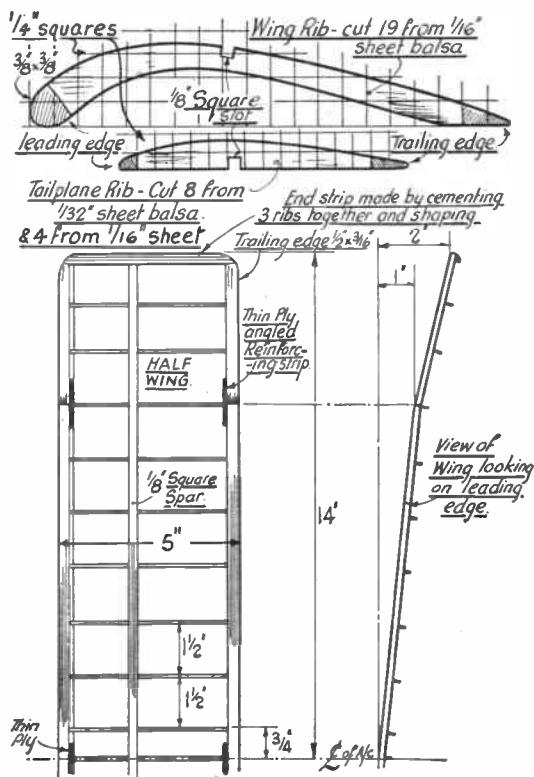 1/4" squares
3/8" x 3/8"
Wing Rib - cut 19 from 1/16"
sheet balsa.
1/8" Square
slot
leading edge
Trailing edge
Tailplane Rib - Cut 8 from
1/32" sheet balsa.
& 4 from 1/16" sheet
End strip made by cementing
3 ribs together and shaping
Trailing edge 1/2" x 3/16"
2"
1"
Thin Ply
angled
Reinforc-
-ing strip.
HALF
WING.
1/8" Square
Spar.
View of
Wing looking
on leading
edge.
14"
5"
1 1/2"
1 1/2"
3/4"
Thin
Ply
℄ of A/c